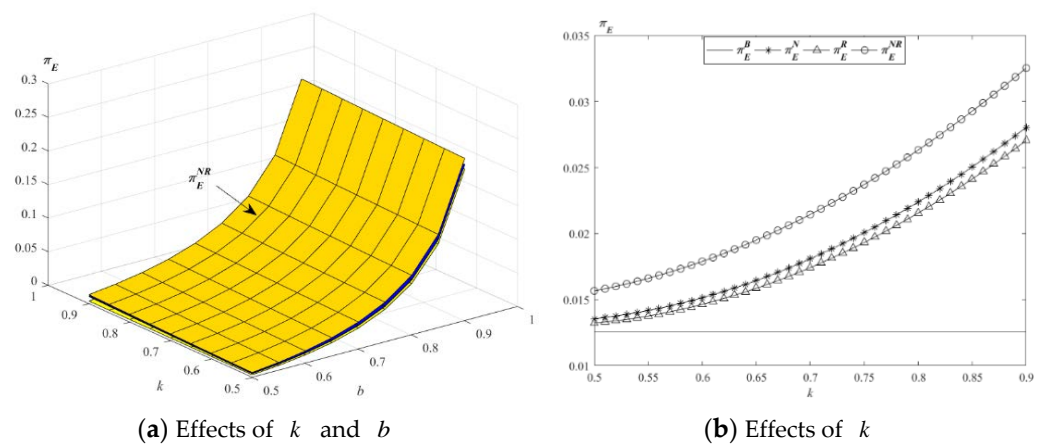 π_E
0.3
0.25
0.2
0.15
0.1
0.05
0
π_E^NR
1
0.9
0.8
0.7
0.6
0.5
k
0.5
0.6
0.7
0.8
0.9
1
b
(a) Effects of k and b
π_E
0.035
0.03
0.025
0.02
0.015
0.01
π_E^B π_E^N π_E^R π_E^NR
0.5 0.55 0.6 0.65 0.7 0.75 0.8 0.85 0.9
k
(b) Effects of k